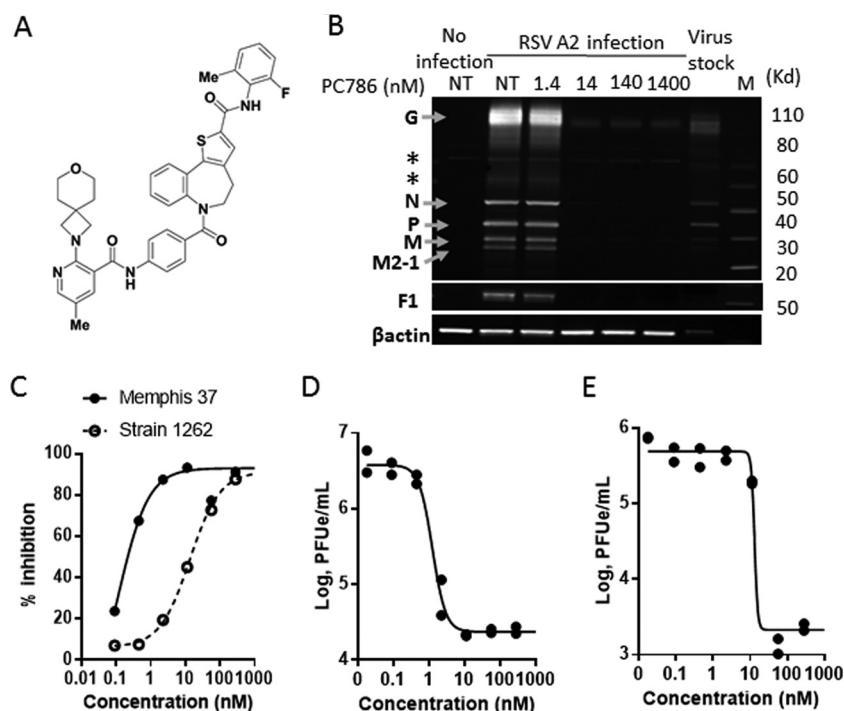 A
Me
F
O
NH
S
O
N
O
N
O
N
H
N
Me
B
No infection
RSV A2 infection
Virus stock
PC786 (nM)
NT
NT
1.4
14
140
1400
M
(Kd)
G
*
*
N
P
M
M2-1
F1
βactin
110
80
60
50
40
30
20
50
C
Memphis 37
Strain 1262
% inhibition
100
80
60
40
20
0
0.01
0.1
1
10
100
1000
Concentration (nM)
D
Log, PFUe/mL
7
6
5
4
0
0.1
1
10
100
1000
Concentration (nM)
E
Log, PFUe/mL
6
5
4
3
0
0.1
1
10
100
1000
Concentration (nM)